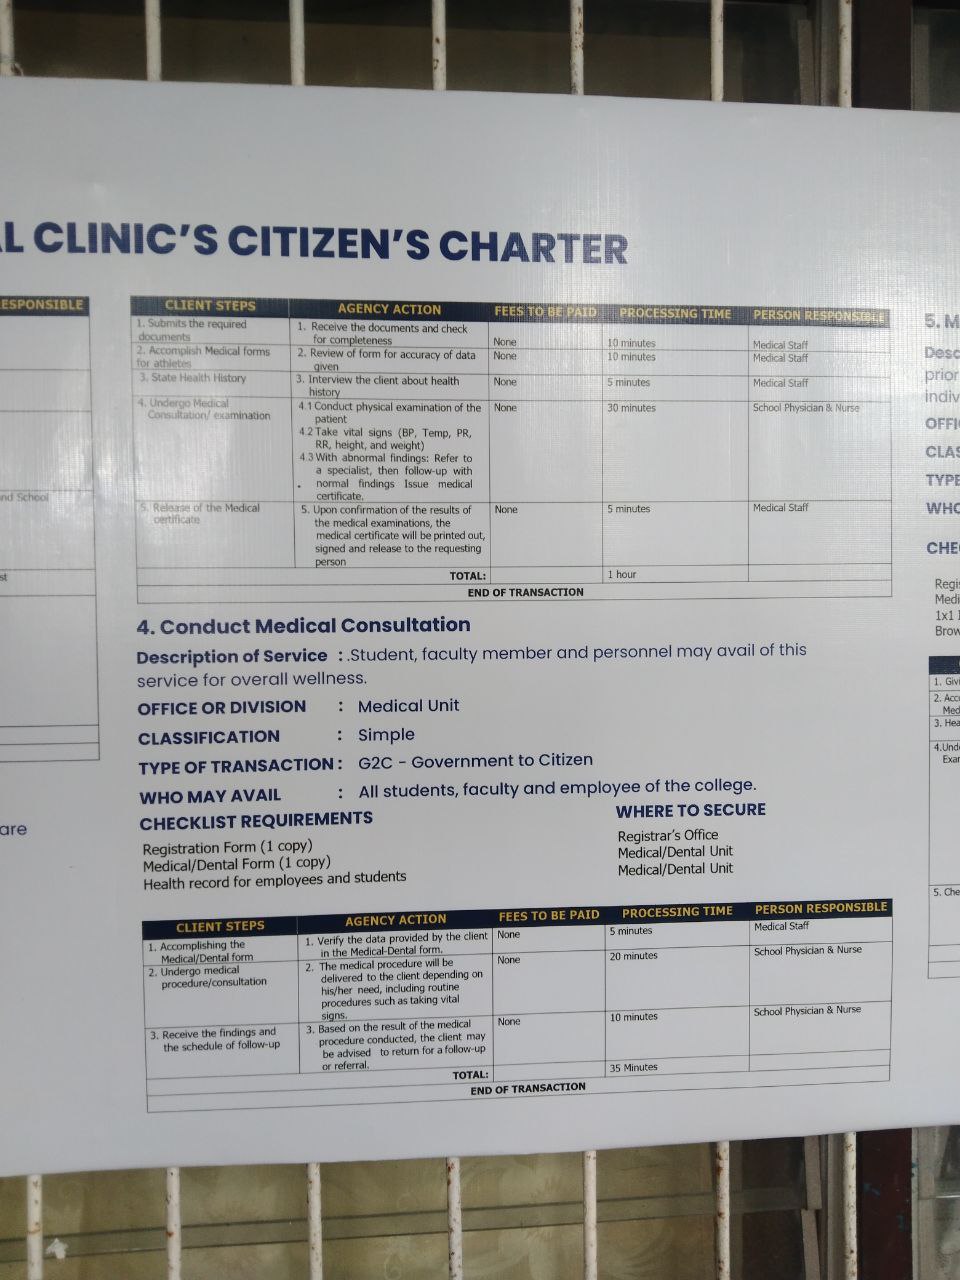 CLINIC'S CITIZEN'S CHARTER
ESPONSIBLE
nd School
st
are
CLIENT STEPS AGENCY ACTION FEES TO BE PAID PROCESSING TIME PERSON RESPONSIBLE
1. Submits the required
documents
1. Receive the documents and check
for completeness
None 10 minutes Medical Staff
2. Accomplish Medical forms
for athletes
2. Review of form for accuracy of data
given
None 10 minutes Medical Staff
3. State Health History
3. Interview the client about health
history
None 5 minutes Medical Staff
4. Undergo Medical
Consultation/ examination
4.1 Conduct physical examination of the
patient
4.2 Take vital signs (BP, Temp, PR,
RR, height, and weight)
4.3 With abnormal findings: Refer to
a specialist, then follow-up with
. normal findings Issue medical
certificate.
None 30 minutes School Physician & Nurse
5. Release of the Medical
certificate
5. Upon confirmation of the results of
the medical examinations, the
medical certificate will be printed out,
signed and release to the requesting
person
None 5 minutes Medical Staff
TOTAL: 1 hour
END OF TRANSACTION
4. Conduct Medical Consultation
Description of Service : .Student, faculty member and personnel may avail of this
service for overall wellness.
OFFICE OR DIVISION : Medical Unit
CLASSIFICATION : Simple
TYPE OF TRANSACTION : G2C - Government to Citizen
WHO MAY AVAIL : All students, faculty and employee of the college.
CHECKLIST REQUIREMENTS WHERE TO SECURE
Registration Form (1 copy) Registrar's Office
Medical/Dental Form (1 copy) Medical/Dental Unit
Health record for employees and students Medical/Dental Unit
CLIENT STEPS AGENCY ACTION FEES TO BE PAID PROCESSING TIME PERSON RESPONSIBLE
1. Accomplishing the
Medical/Dental form
1. Verify the data provided by the client
in the Medical-Dental form.
None 5 minutes Medical Staff
2. Undergo medical
procedure/consultation
2. The medical procedure will be
delivered to the client depending on
his/her need, including routine
procedures such as taking vital
signs.
None 20 minutes School Physician & Nurse
3. Receive the findings and
the schedule of follow-up
3. Based on the result of the medical
procedure conducted, the client may
be advised to return for a follow-up
or referral.
None 10 minutes School Physician & Nurse
TOTAL: 35 Minutes
END OF TRANSACTION
5. M
Desc
prior
indiv
OFFI
CLAS
TYPE
WHO
CHE
Regis
Medi
1x1
Brow
1. Givi
2. Acc
Med
3. Hea
4.Und
Exar
5. Che